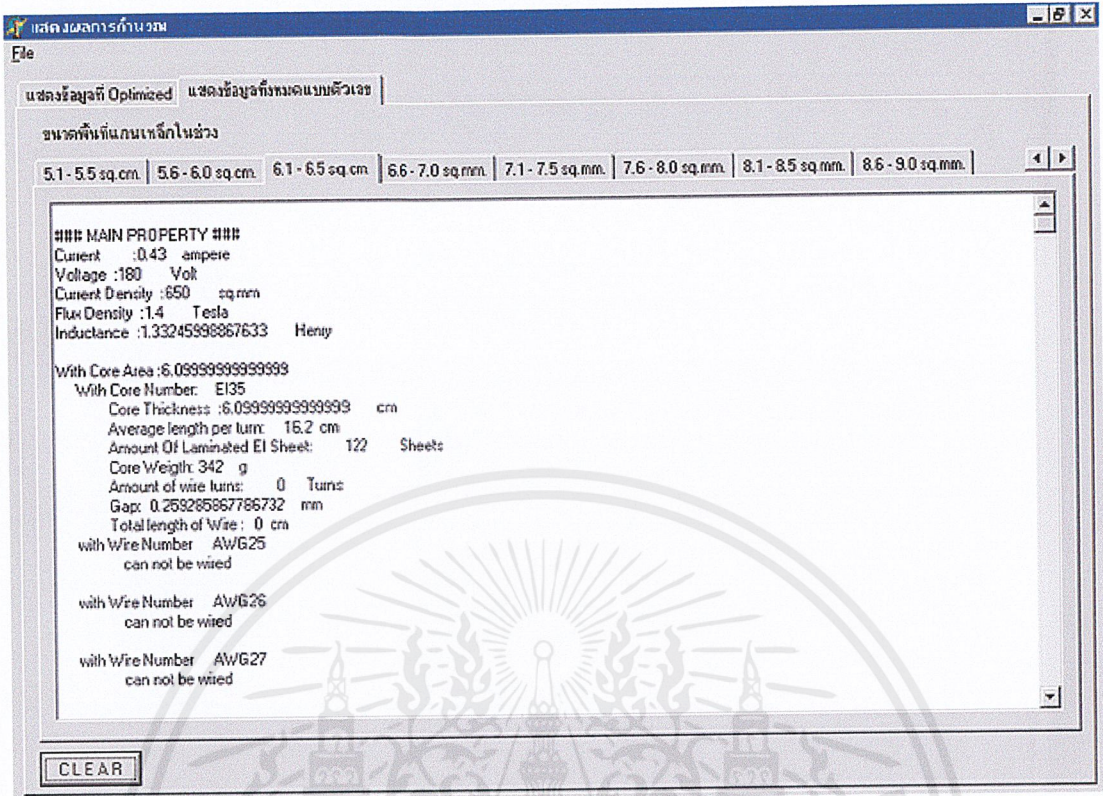 แสดงผลการคำนวณ
File
แสดงข้อมูลที่ Optimized แสดงข้อมูลทั้งหมดแบบตัวเลข
ขนาดพื้นที่แกนเหล็กในช่วง
5.1 - 5.5 sq.cm. 5.6 - 6.0 sq.cm. 6.1 - 6.5 sq.cm 6.6 - 7.0 sq.mm. 7.1 - 7.5 sq.mm. 7.6 - 8.0 sq.mm. 8.1 - 8.5 sq.mm. 8.6 - 9.0 sq.mm.
### MAIN PROPERTY ###
Current :0.43 ampere
Voltage :180 Volt
Current Density :650 sq.mm
Flux Density :1.4 Tesla
Inductance :1.33245998867633 Henry
With Core Area :6.09999999999999
With Core Number: EI35
Core Thickness :6.09999999999999 cm
Average length per turn: 16.2 cm
Amount Of Laminated EI Sheet: 122 Sheets
Core Weigth: 342 g
Amount of wire turns: 0 Turns
Gap: 0.259285867786732 mm
Total length of Wire : 0 cm
with Wire Number AWG25
can not be wired
with Wire Number AWG26
can not be wired
with Wire Number AWG27
can not be wired
CLEAR